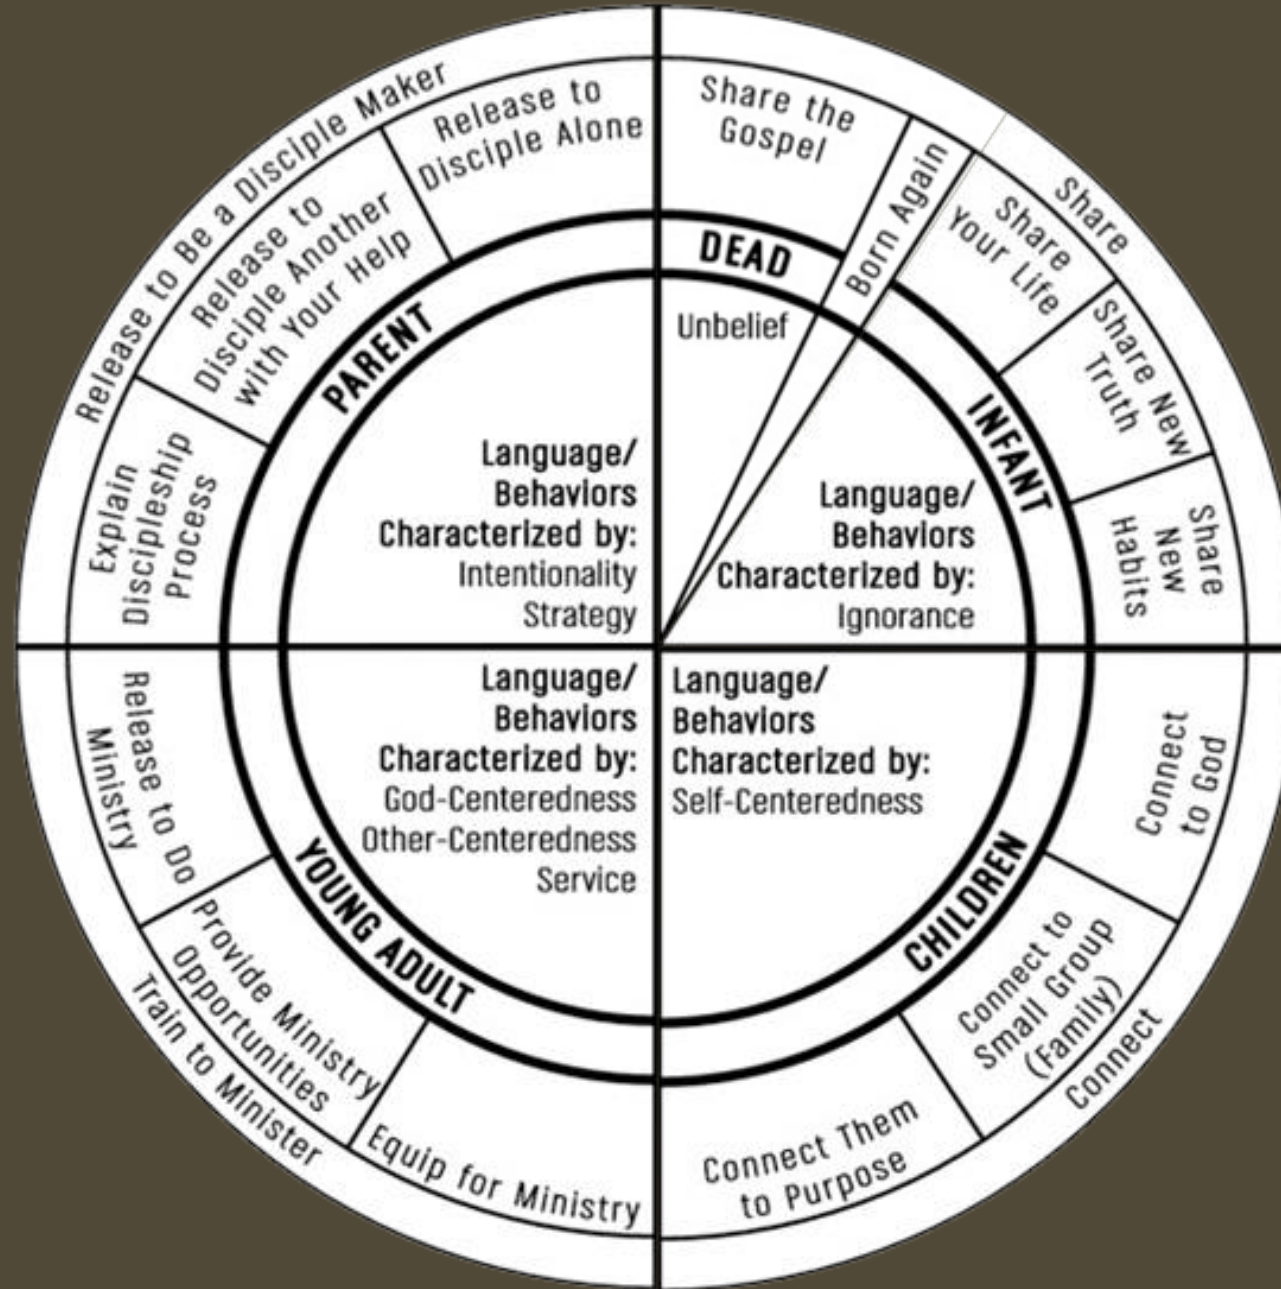 Share the
Gospel
DEAD
Unbelief
Born Again
Share
Share
Your Life
Share New
Truth
Share
New
Habits
INFANT
Language/
Behaviors
Characterized by:
Ignorance
Connect
to God
Connect to
Small Group
(Family)
Connect
Connect Them
to Purpose
CHILDREN
Language/
Behaviors
Characterized by:
Self-Centeredness
Equip for Ministry
Provide Ministry
Opportunities
Release to Do
Ministry
Train to Minister
YOUNG ADULT
Language/
Behaviors
Characterized by:
God-Centeredness
Other-Centeredness
Service
Explain
Discipleship
Process
Release to
Disciple Another
with Your Help
Release to
Disciple Alone
Release to Be a Disciple Maker
PARENT
Language/
Behaviors
Characterized by:
Intentionality
Strategy